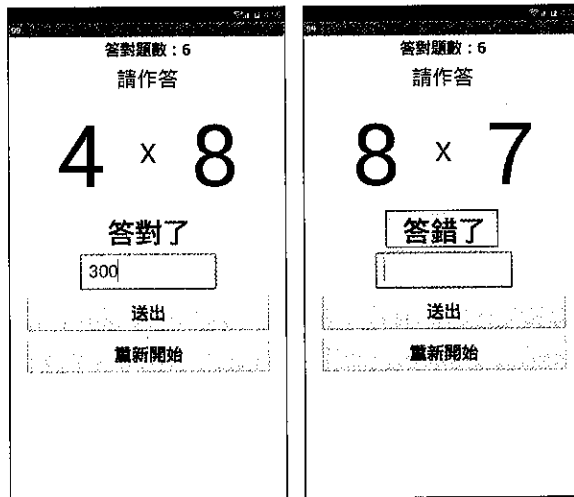 答對題數：6
請作答
4 x 8
答對了
300
送出
重新開始
答對題數：6
請作答
8 x 7
答錯了
送出
重新開始